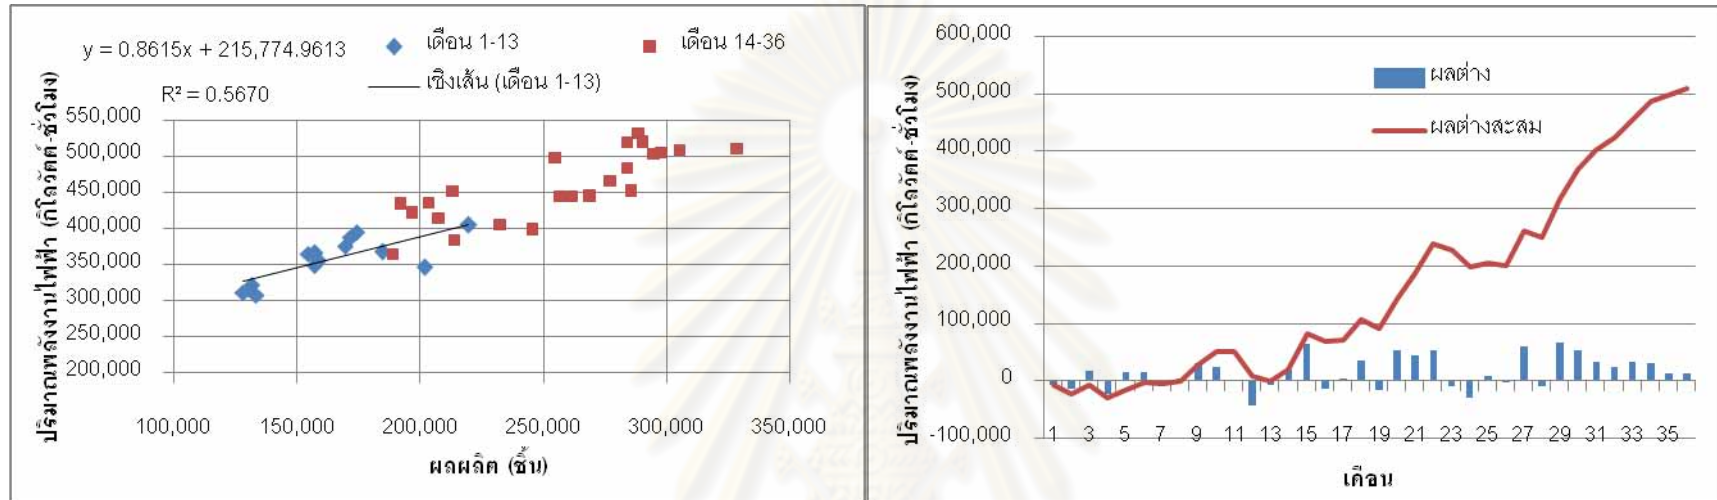 y = 0.8615x + 215,774.9613
R² = 0.5670
เดือน 1-13
เดือน 14-36
เชิงเส้น (เดือน 1-13)
ปริมาณพลังงานไฟฟ้า (กิโลวัตต์-ชั่วโมง)
550,000
500,000
450,000
400,000
350,000
300,000
250,000
200,000
100,000 150,000 200,000 250,000 300,000 350,000
ผลผลิต (ชิ้น)
ปริมาณพลังงานไฟฟ้า (กิโลวัตต์-ชั่วโมง)
600,000
500,000
400,000
300,000
200,000
100,000
0
-100,000
ผลต่าง
ผลต่างสะสม
1 3 5 7 9 11 13 15 17 19 21 23 25 27 29 31 33 35
เดือน